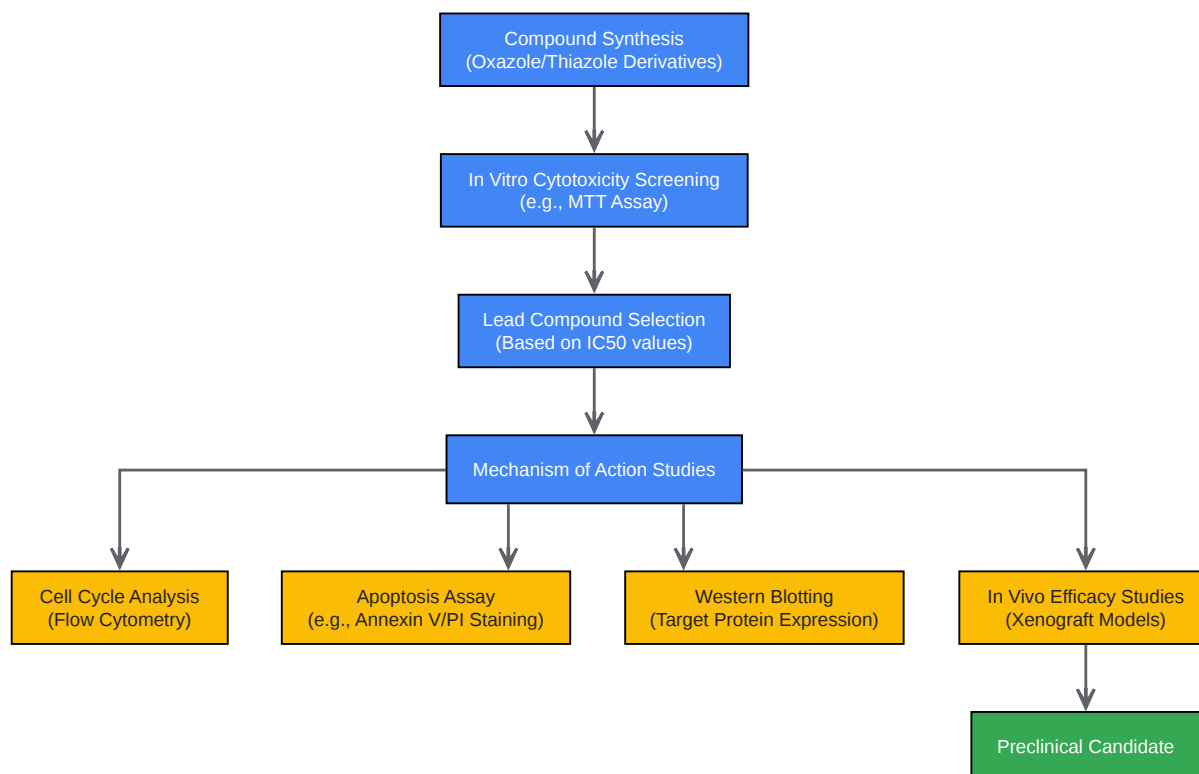 Compound Synthesis
(Oxazole/Thiazole Derivatives)
In Vitro Cytotoxicity Screening
(e.g., MTT Assay)
Lead Compound Selection
(Based on IC50 values)
Mechanism of Action Studies
Cell Cycle Analysis
(Flow Cytometry)
Apoptosis Assay
(e.g., Annexin V/PI Staining)
Western Blotting
(Target Protein Expression)
In Vivo Efficacy Studies
(Xenograft Models)
Preclinical Candidate